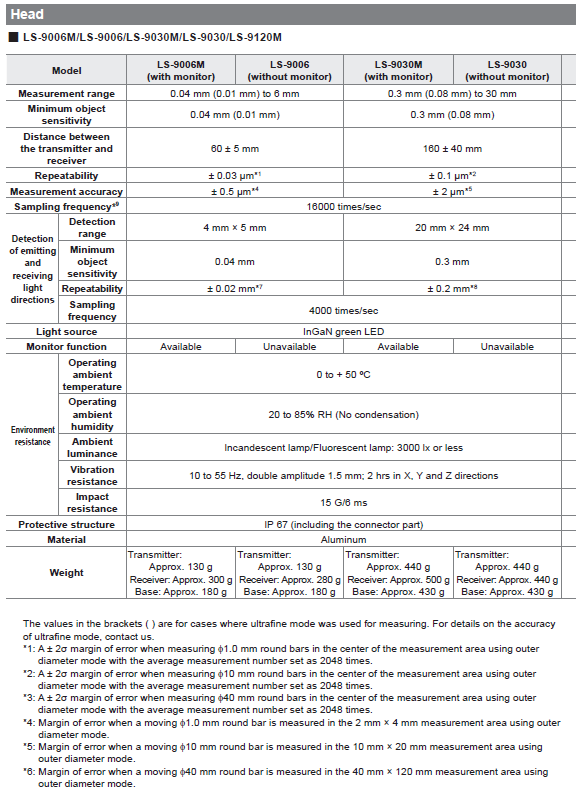 Head
■ LS-9006M/LS-9006/LS-9030M/LS-9030/LS-9120M
Model
LS-9006M
(with monitor)
LS-9006
(without monitor)
LS-9030M
(with monitor)
LS-9030
(without monitor)
Measurement range
0.04 mm (0.01 mm) to 6 mm
0.3 mm (0.08 mm) to 30 mm
Minimum object
sensitivity
0.04 mm (0.01 mm)
0.3 mm (0.08 mm)
Distance between
the transmitter and
receiver
60 ± 5 mm
160 ± 40 mm
Repeatability
± 0.03 µm*1
± 0.1 µm*2
Measurement accuracy
± 0.5 µm*4
± 2 µm*5
Sampling frequency*9
16000 times/sec
Detection
of emitting
and
receiving
light
directions
Detection
range
4 mm × 5 mm
20 mm × 24 mm
Minimum
object
sensitivity
0.04 mm
0.3 mm
Repeatability
± 0.02 mm*7
± 0.2 mm*8
Sampling
frequency
4000 times/sec
Light source
InGaN green LED
Monitor function
Available
Unavailable
Available
Unavailable
Environment
resistance
Operating
ambient
temperature
0 to + 50 ºC
Operating
ambient
humidity
20 to 85% RH (No condensation)
Ambient
luminance
Incandescent lamp/Fluorescent lamp: 3000 lx or less
Vibration
resistance
10 to 55 Hz, double amplitude 1.5 mm; 2 hrs in X, Y and Z directions
Impact
resistance
15 G/6 ms
Protective structure
IP 67 (including the connector part)
Material
Aluminum
Weight
Transmitter:
Approx. 130 g
Receiver: Approx. 300 g
Base: Approx. 180 g
Transmitter:
Approx. 130 g
Receiver: Approx. 280 g
Base: Approx. 180 g
Transmitter:
Approx. 440 g
Receiver: Approx. 500 g
Base: Approx. 430 g
Transmitter:
Approx. 440 g
Receiver: Approx. 440 g
Base: Approx. 430 g
The values in the brackets ( ) are for cases where ultrafine mode was used for measuring. For details on the accuracy
of ultrafine mode, contact us.
*1: A ± 2σ margin of error when measuring ϕ1.0 mm round bars in the center of the measurement area using outer
diameter mode with the average measurement number set as 2048 times.
*2: A ± 2σ margin of error when measuring ϕ10 mm round bars in the center of the measurement area using outer
diameter mode with the average measurement number set as 2048 times.
*3: A ± 2σ margin of error when measuring ϕ40 mm round bars in the center of the measurement area using outer
diameter mode with the average measurement number set as 2048 times.
*4: Margin of error when a moving ϕ1.0 mm round bar is measured in the 2 mm × 4 mm measurement area using outer
diameter mode.
*5: Margin of error when a moving ϕ10 mm round bar is measured in the 10 mm × 20 mm measurement area using
outer diameter mode.
*6: Margin of error when a moving ϕ40 mm round bar is measured in the 40 mm × 120 mm measurement area using
outer diameter mode.